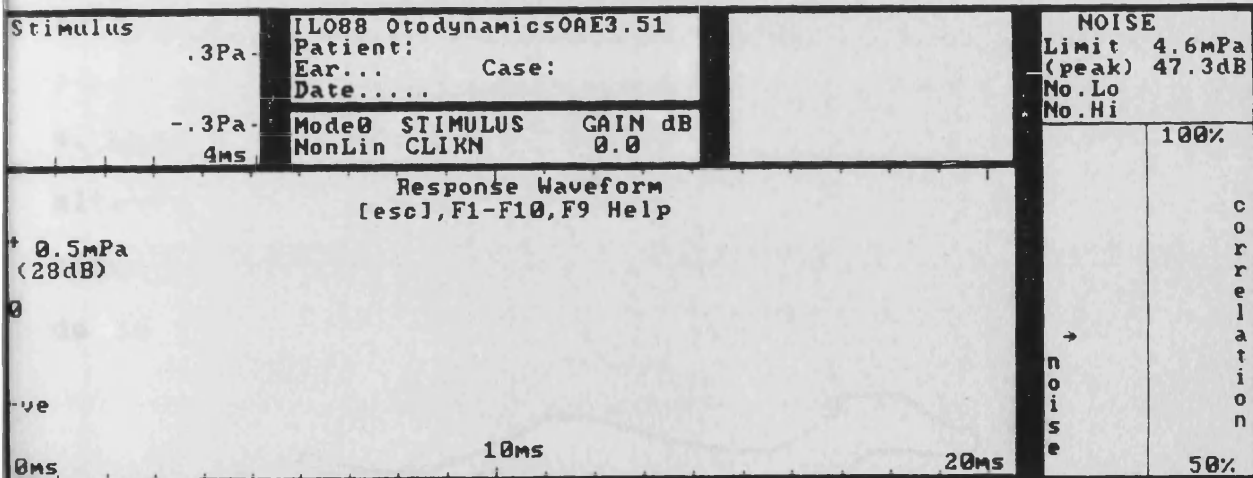 Stimulus
.3Pa
-.3Pa
4ms
ILO88 OtodynamicsOAE3.51
Patient:
Ear... Case:
Date.....
Mode0 STIMULUS GAIN dB
NonLin CLIKN 0.0
NOISE
Limit 4.6mPa
(peak) 47.3dB
No.Lo
No.Hi
Response Waveform
[esc],F1-F10,F9 Help
+ 0.5mPa
(28dB)
0
-ve
0ms
10ms
20ms
100%
correlation
→
noise
50%